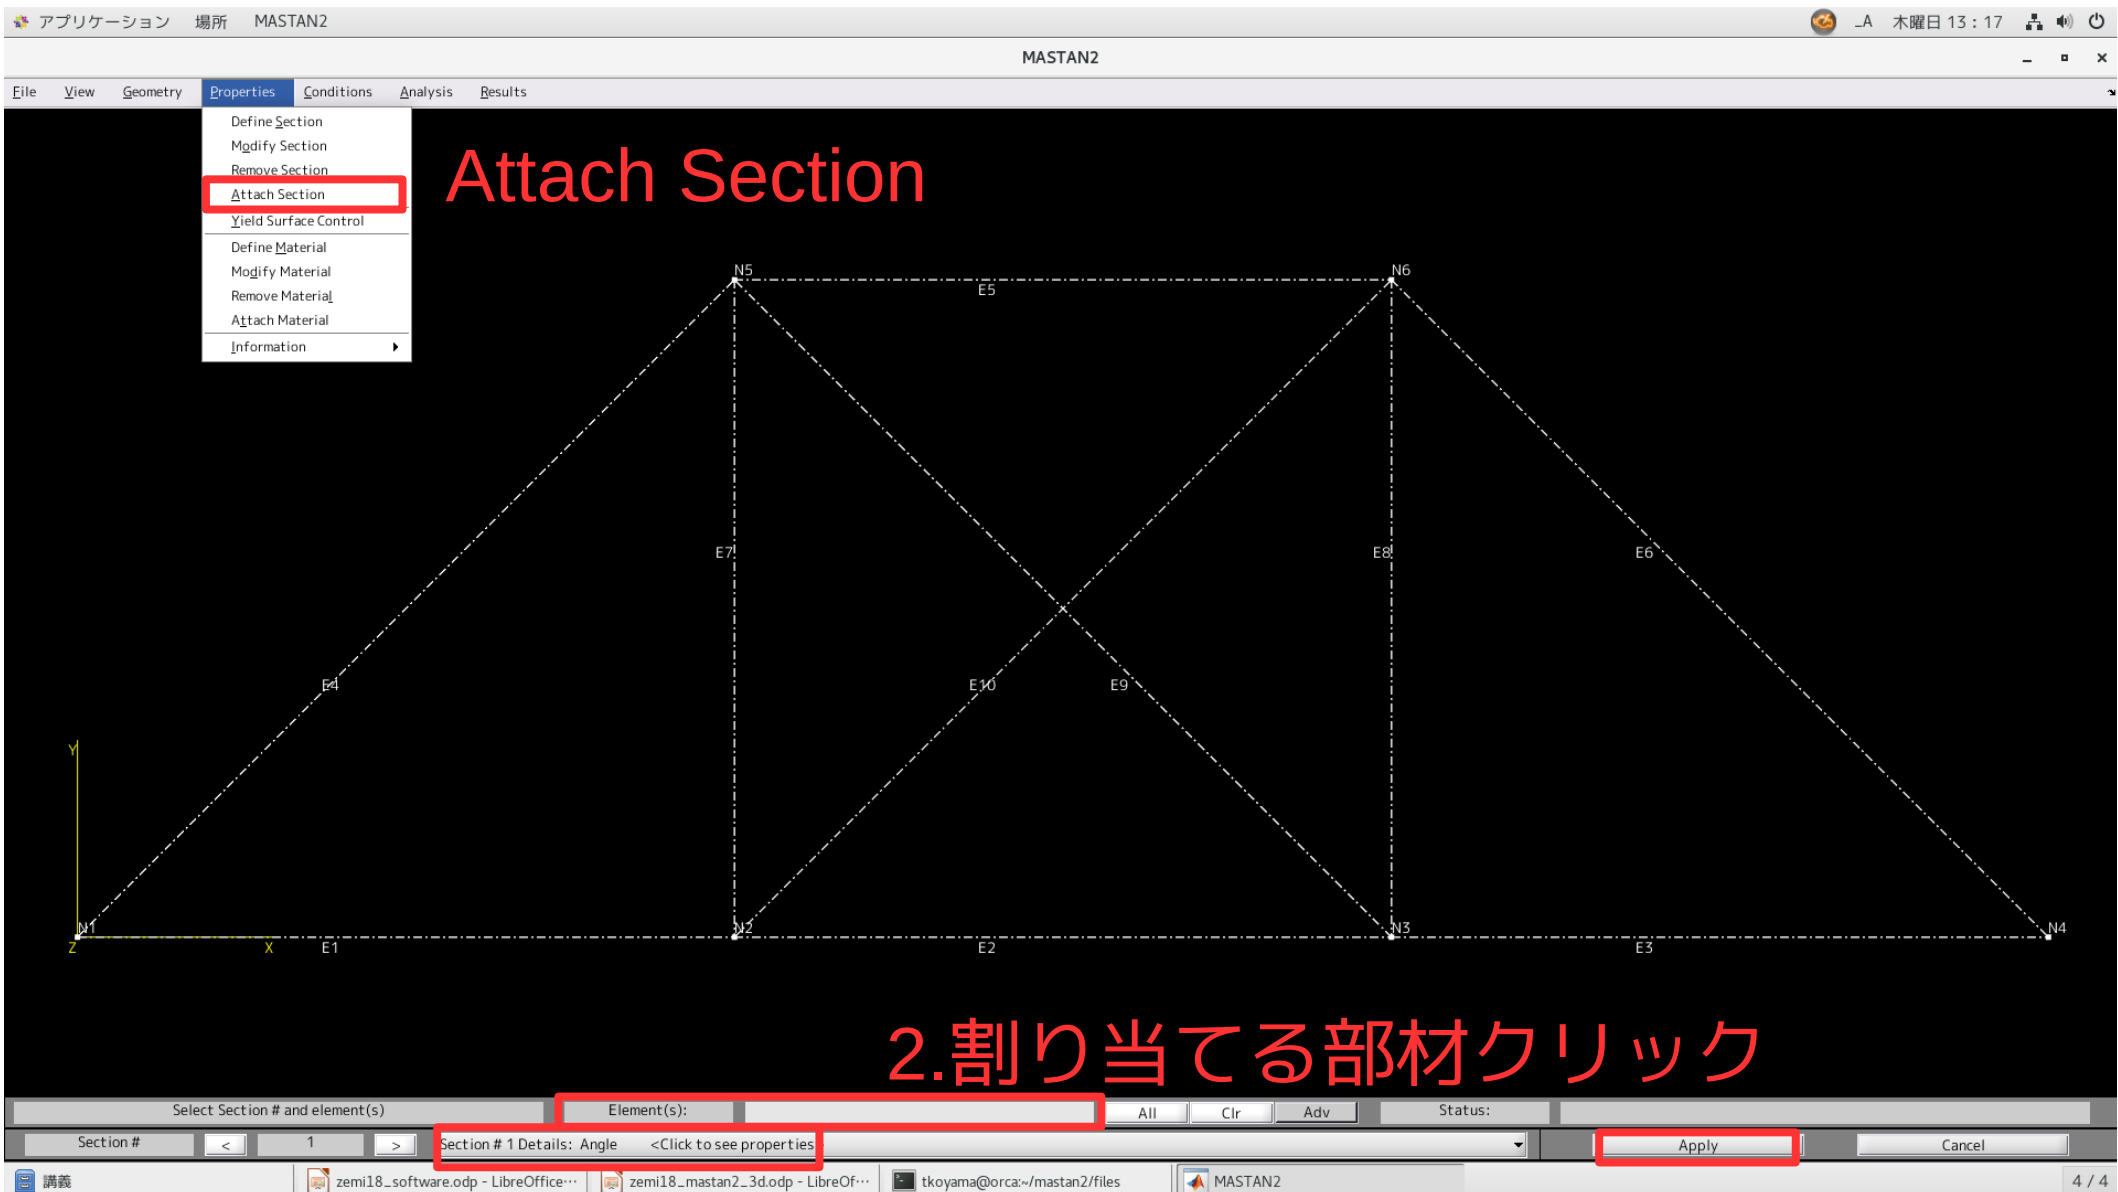 アプリケーション 場所 MASTAN2
_A 木曜日 13：17
MASTAN2
File View Geometry Properties Conditions Analysis Results
Define Section
Modify Section
Remove Section
Attach Section
Yield Surface Control
Define Material
Modify Material
Remove Material
Attach Material
Information
Attach Section
N5 N6
E5
E7 E8 E6
E4 E10 E9
Y
N1 N2 N3 N4
Z X E1 E2 E3
2.割り当てる部材クリック
Select Section # and element(s) Element(s): All Clr Adv Status:
Section # < 1 > Section # 1 Details: Angle <Click to see properties Apply Cancel
講義 zemi18_software.odp - LibreOffice… zemi18_mastan2_3d.odp - LibreOf… tkoyama@orca:~/mastan2/files MASTAN2 4 / 4